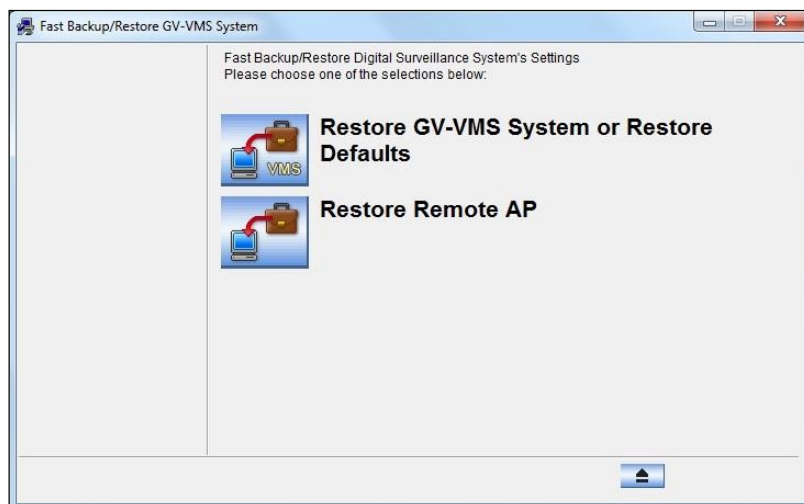 Fast Backup/Restore GV-VMS System
Fast Backup/Restore Digital Surveillance System's Settings
Please choose one of the selections below:
VMS
Restore GV-VMS System or Restore
Defaults
Restore Remote AP